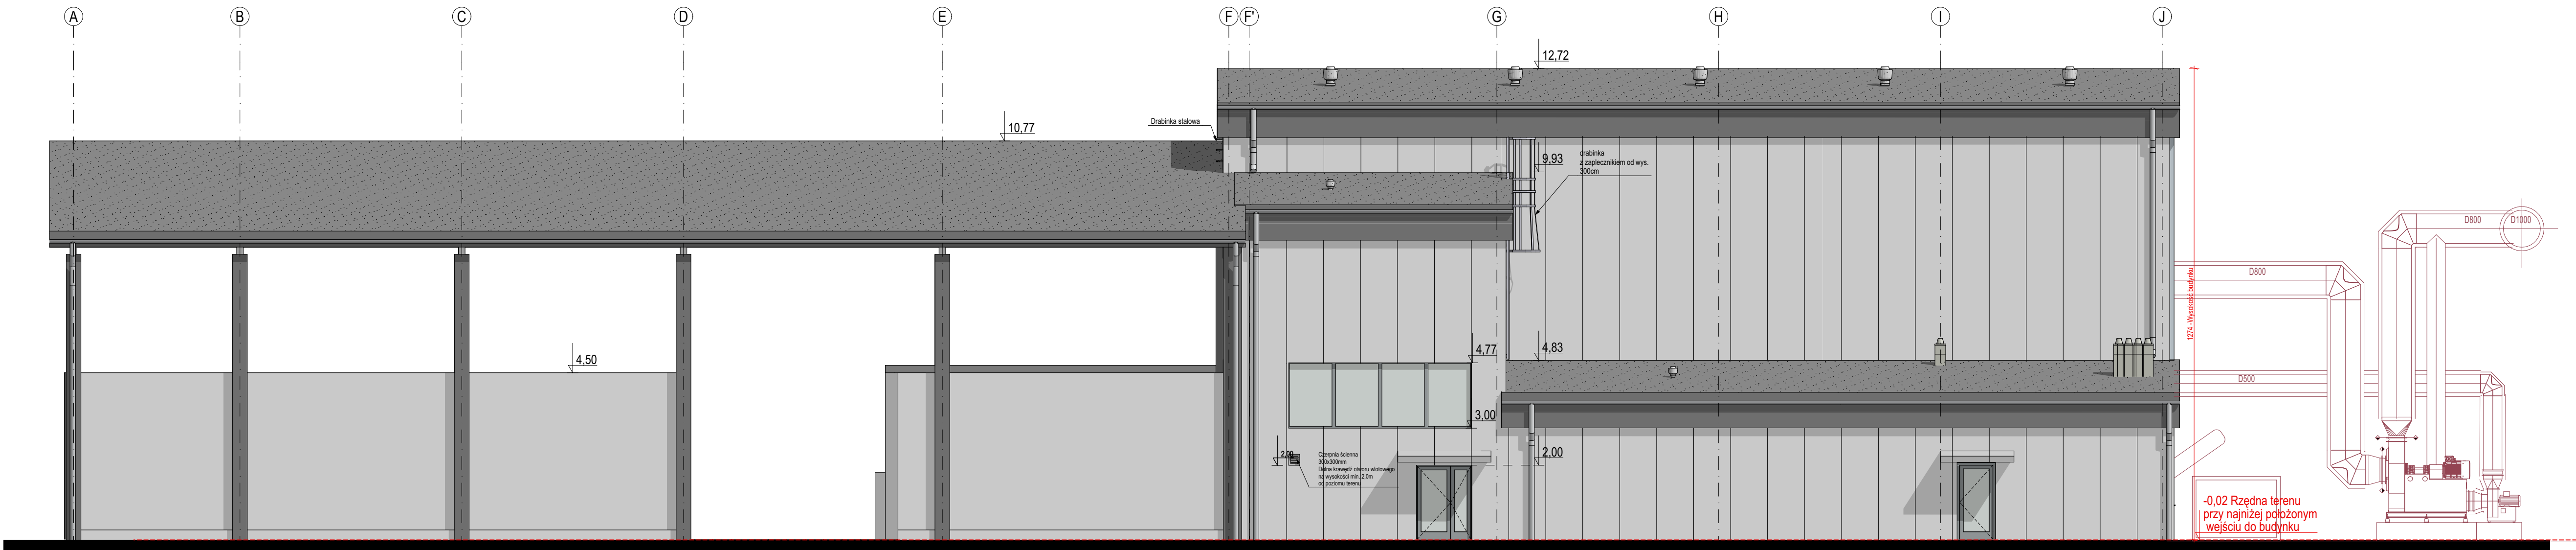 A B C D E F F' G H I J
12,72
10,77
Drabinka stalowa
9,93
drabinka
z zaplecznikiem od wys.
300cm
4,50
4,77
4,83
3,00
2,00
2,00
Czerpnia ścienna
300x300mm
Dolna krawędź otworu wlotowego
na wysokości min. 2,0m
od poziomu terenu
1274 -Wysokość budynku
D800
D1000
D800
D500
-0,02 Rzędna terenu
przy najniżej położonym
wejściu do budynku